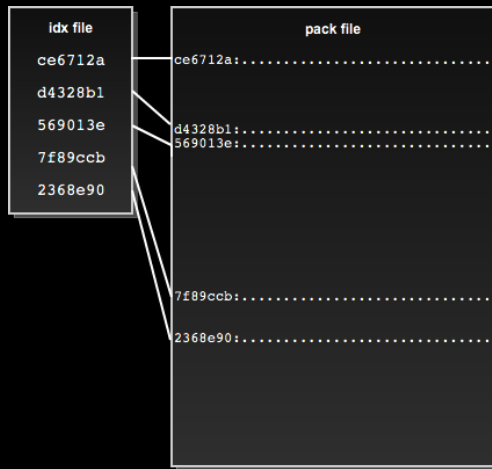 idx file
ce6712a
d4328b1
569013e
7f89ccb
2368e90
pack file
ce6712a:..............................
d4328b1:..............................
569013e:..............................
7f89ccb:..............................
2368e90:..............................